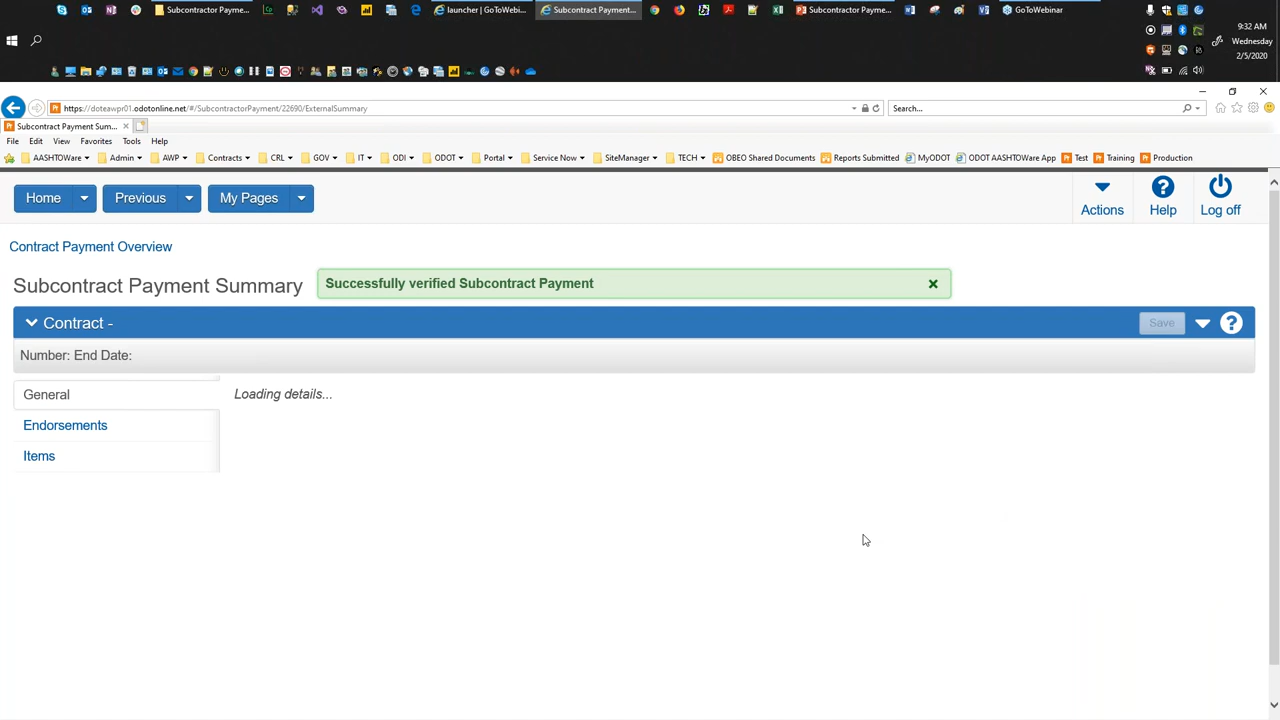 Subcontractor Payme...
launcher | GoToWebi...
Subcontract Payment...
Subcontractor Payme...
GoToWebinar
9:32 AM
Wednesday
2/5/2020
https://doteawpr01.odotonline.net/#/SubcontractorPayment/22690/ExternalSummary
Search...
Subcontract Payment Sum...
File Edit View Favorites Tools Help
AASHTOWare Admin AWP Contracts CRL GOV IT ODI ODOT Portal Service Now SiteManager TECH OBEO Shared Documents Reports Submitted MyODOT ODOT AASHTOWare App Test Training Production
Home Previous My Pages Actions Help Log off
Contract Payment Overview
Subcontract Payment Summary
Successfully verified Subcontract Payment
Contract -
Save
Number: End Date:
General
Loading details...
Endorsements
Items